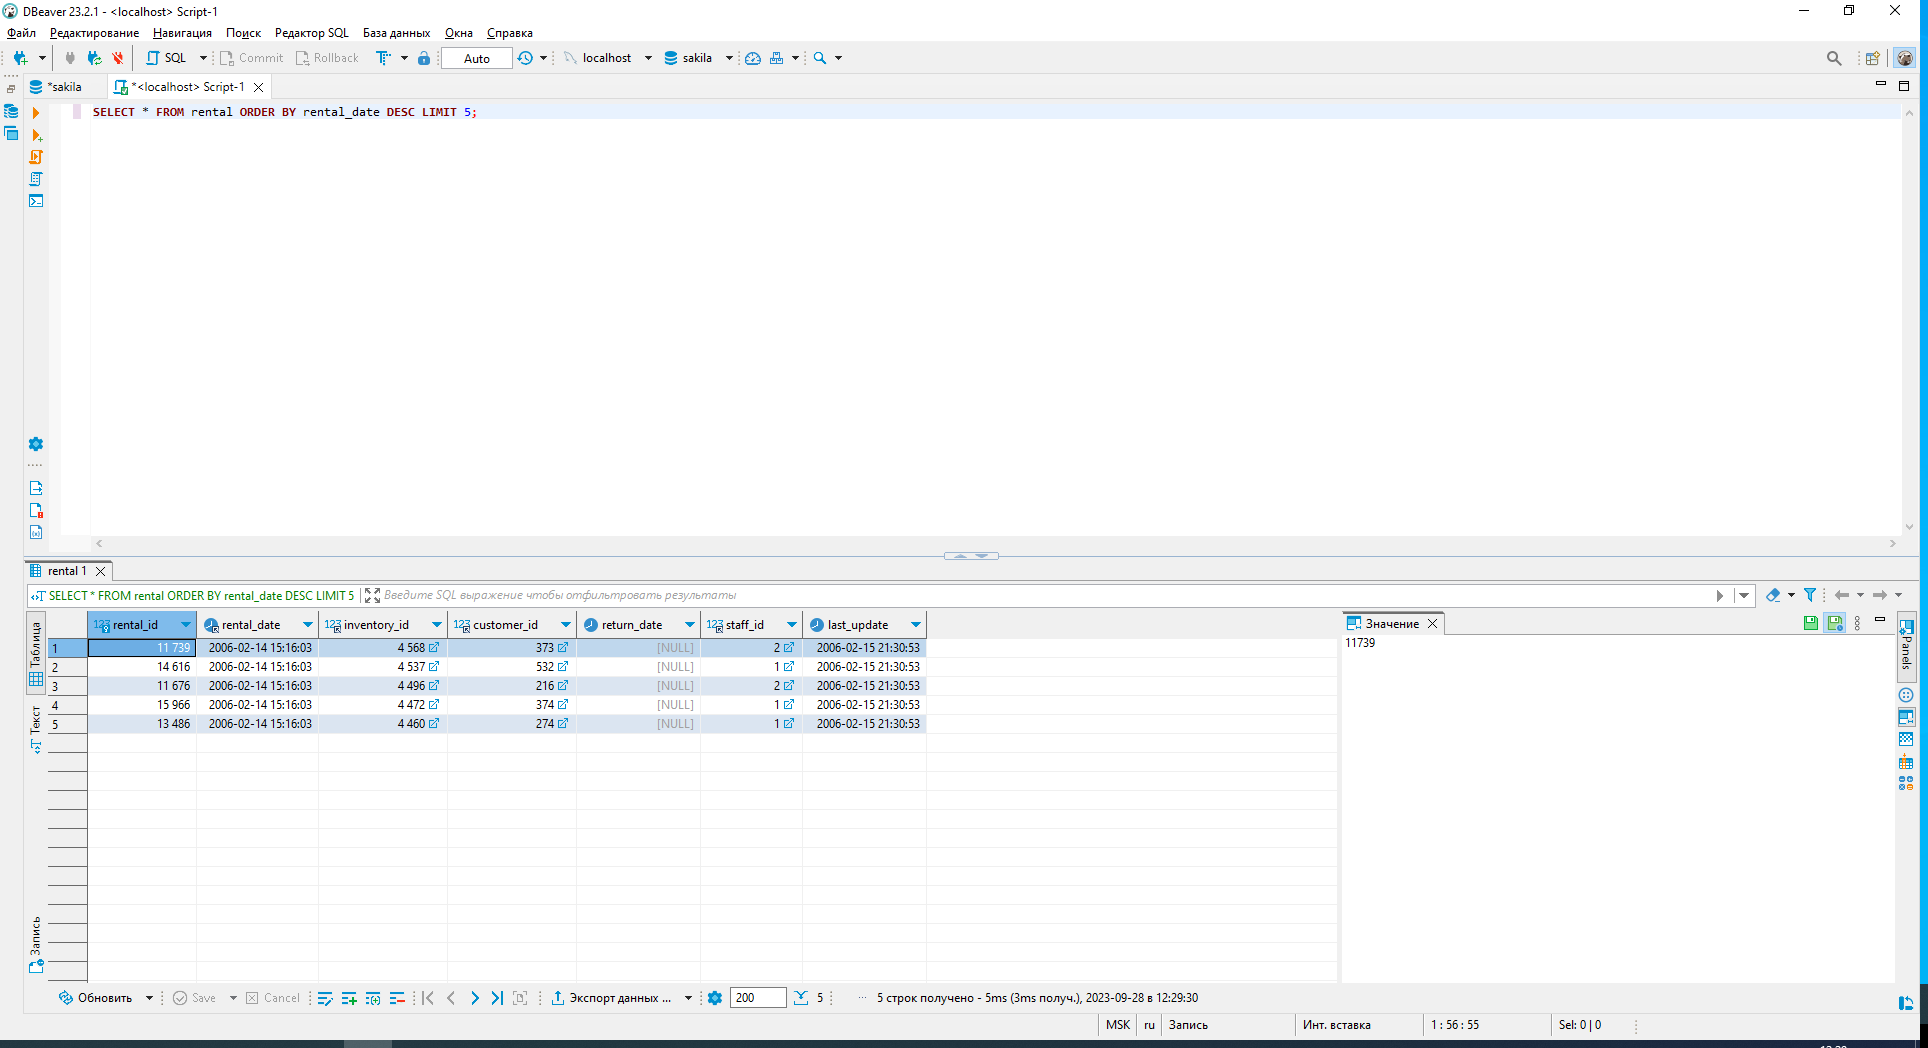 DBeaver 23.2.1 - <localhost> Script-1
Файл Редактирование Навигация Поиск Редактор SQL База данных Окна Справка
SQL Commit Rollback Auto localhost sakila
*sakila *<localhost> Script-1
SELECT * FROM rental ORDER BY rental_date DESC LIMIT 5;
rental 1
SELECT * FROM rental ORDER BY rental_date DESC LIMIT 5 Введите SQL выражение чтобы отфильтровать результаты
Таблица
Текст
Запись
rental_id rental_date inventory_id customer_id return_date staff_id last_update
1 11 739 2006-02-14 15:16:03 4 568 373 [NULL] 2 2006-02-15 21:30:53
2 14 616 2006-02-14 15:16:03 4 537 532 [NULL] 1 2006-02-15 21:30:53
3 11 676 2006-02-14 15:16:03 4 496 216 [NULL] 2 2006-02-15 21:30:53
4 15 966 2006-02-14 15:16:03 4 472 374 [NULL] 1 2006-02-15 21:30:53
5 13 486 2006-02-14 15:16:03 4 460 274 [NULL] 1 2006-02-15 21:30:53
Значение
11739
Panels
Обновить Save Cancel Экспорт данных ... 200 5 ... 5 строк получено - 5ms (3ms получ.), 2023-09-28 в 12:29:30
MSK ru Запись Инт. вставка 1 : 56 : 55 Sel: 0 | 0